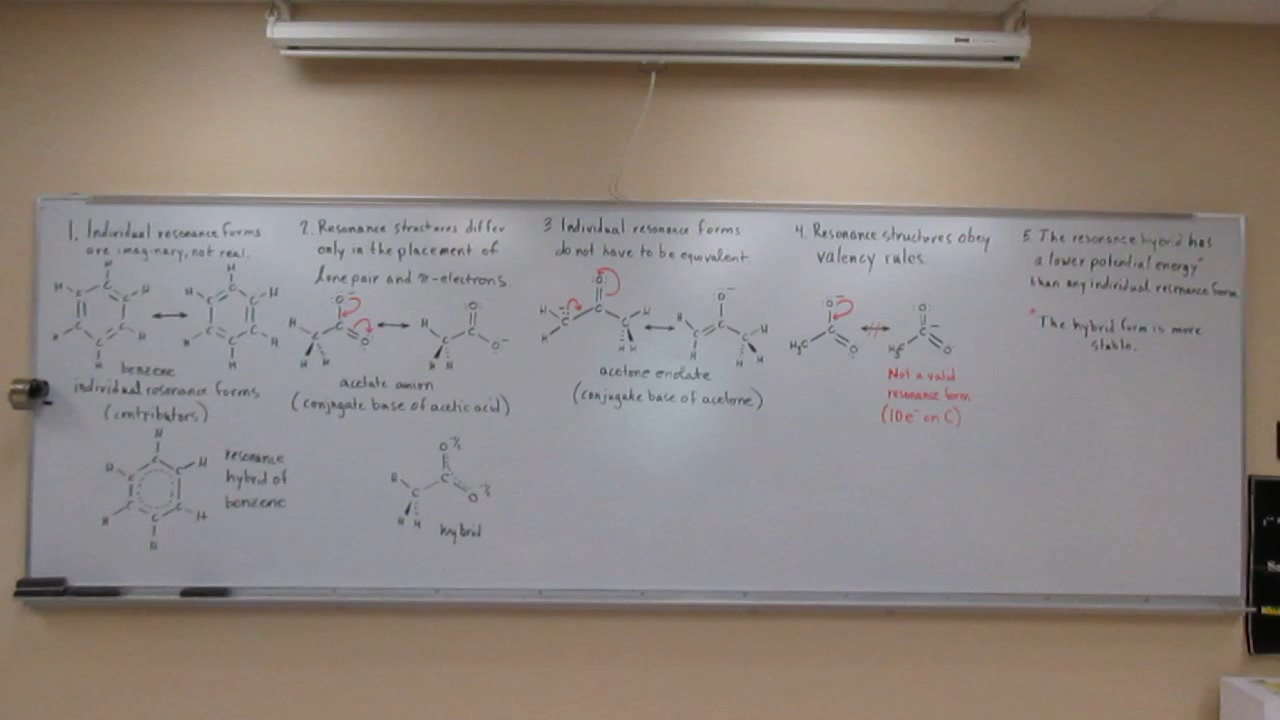 1. Individual resonance forms
are imaginary, not real.
benzene
individual resonance forms
(contributors)
resonance
hybrid of
benzene
2. Resonance structures differ
only in the placement of
lone pair and π-electrons.
acetate anion
(conjugate base of acetic acid)
hybrid
3 Individual resonance forms
do not have to be equivalent.
acetone enolate
(conjugate base of acetone)
4. Resonance structures obey
valency rules.
H₃C
H₃C
Not a valid
resonance form
(10e⁻ on C)
5. The resonance hybrid has
a lower potential energy*
than any individual resonance form
*The hybrid form is more
stable.